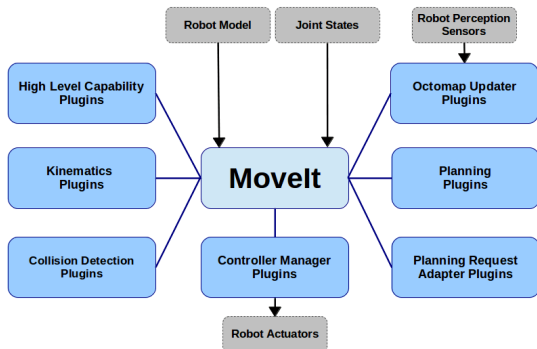 Robot Model
Joint States
Robot Perception
Sensors
High Level Capability
Plugins
Octomap Updater
Plugins
Kinematics
Plugins
MoveIt
Planning
Plugins
Collision Detection
Plugins
Controller Manager
Plugins
Planning Request
Adapter Plugins
Robot Actuators